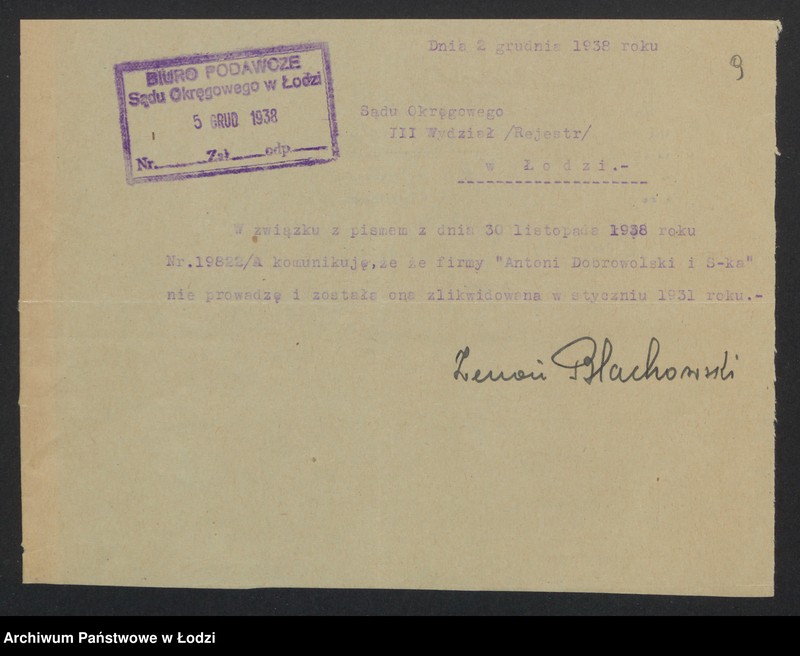 Dnia 2 grudnia 1938 roku
9
BIURO PODAWCZE
Sądu Okręgowego w Łodzi
5 GRUD 1938
Nr. Zał odp
Sądu Okręgowego
III Wydział /Rejestr/
w Łodzi.-
W związku z pismem z dnia 30 listopada 1938 roku
Nr.19822/A komunikuję,że że firmy "Antoni Dobrowolski i S-ka"
nie prowadzę i została ona zlikwidowana w styczniu 1931 roku.-
Zenon Błachowski
Archiwum Państwowe w Łodzi